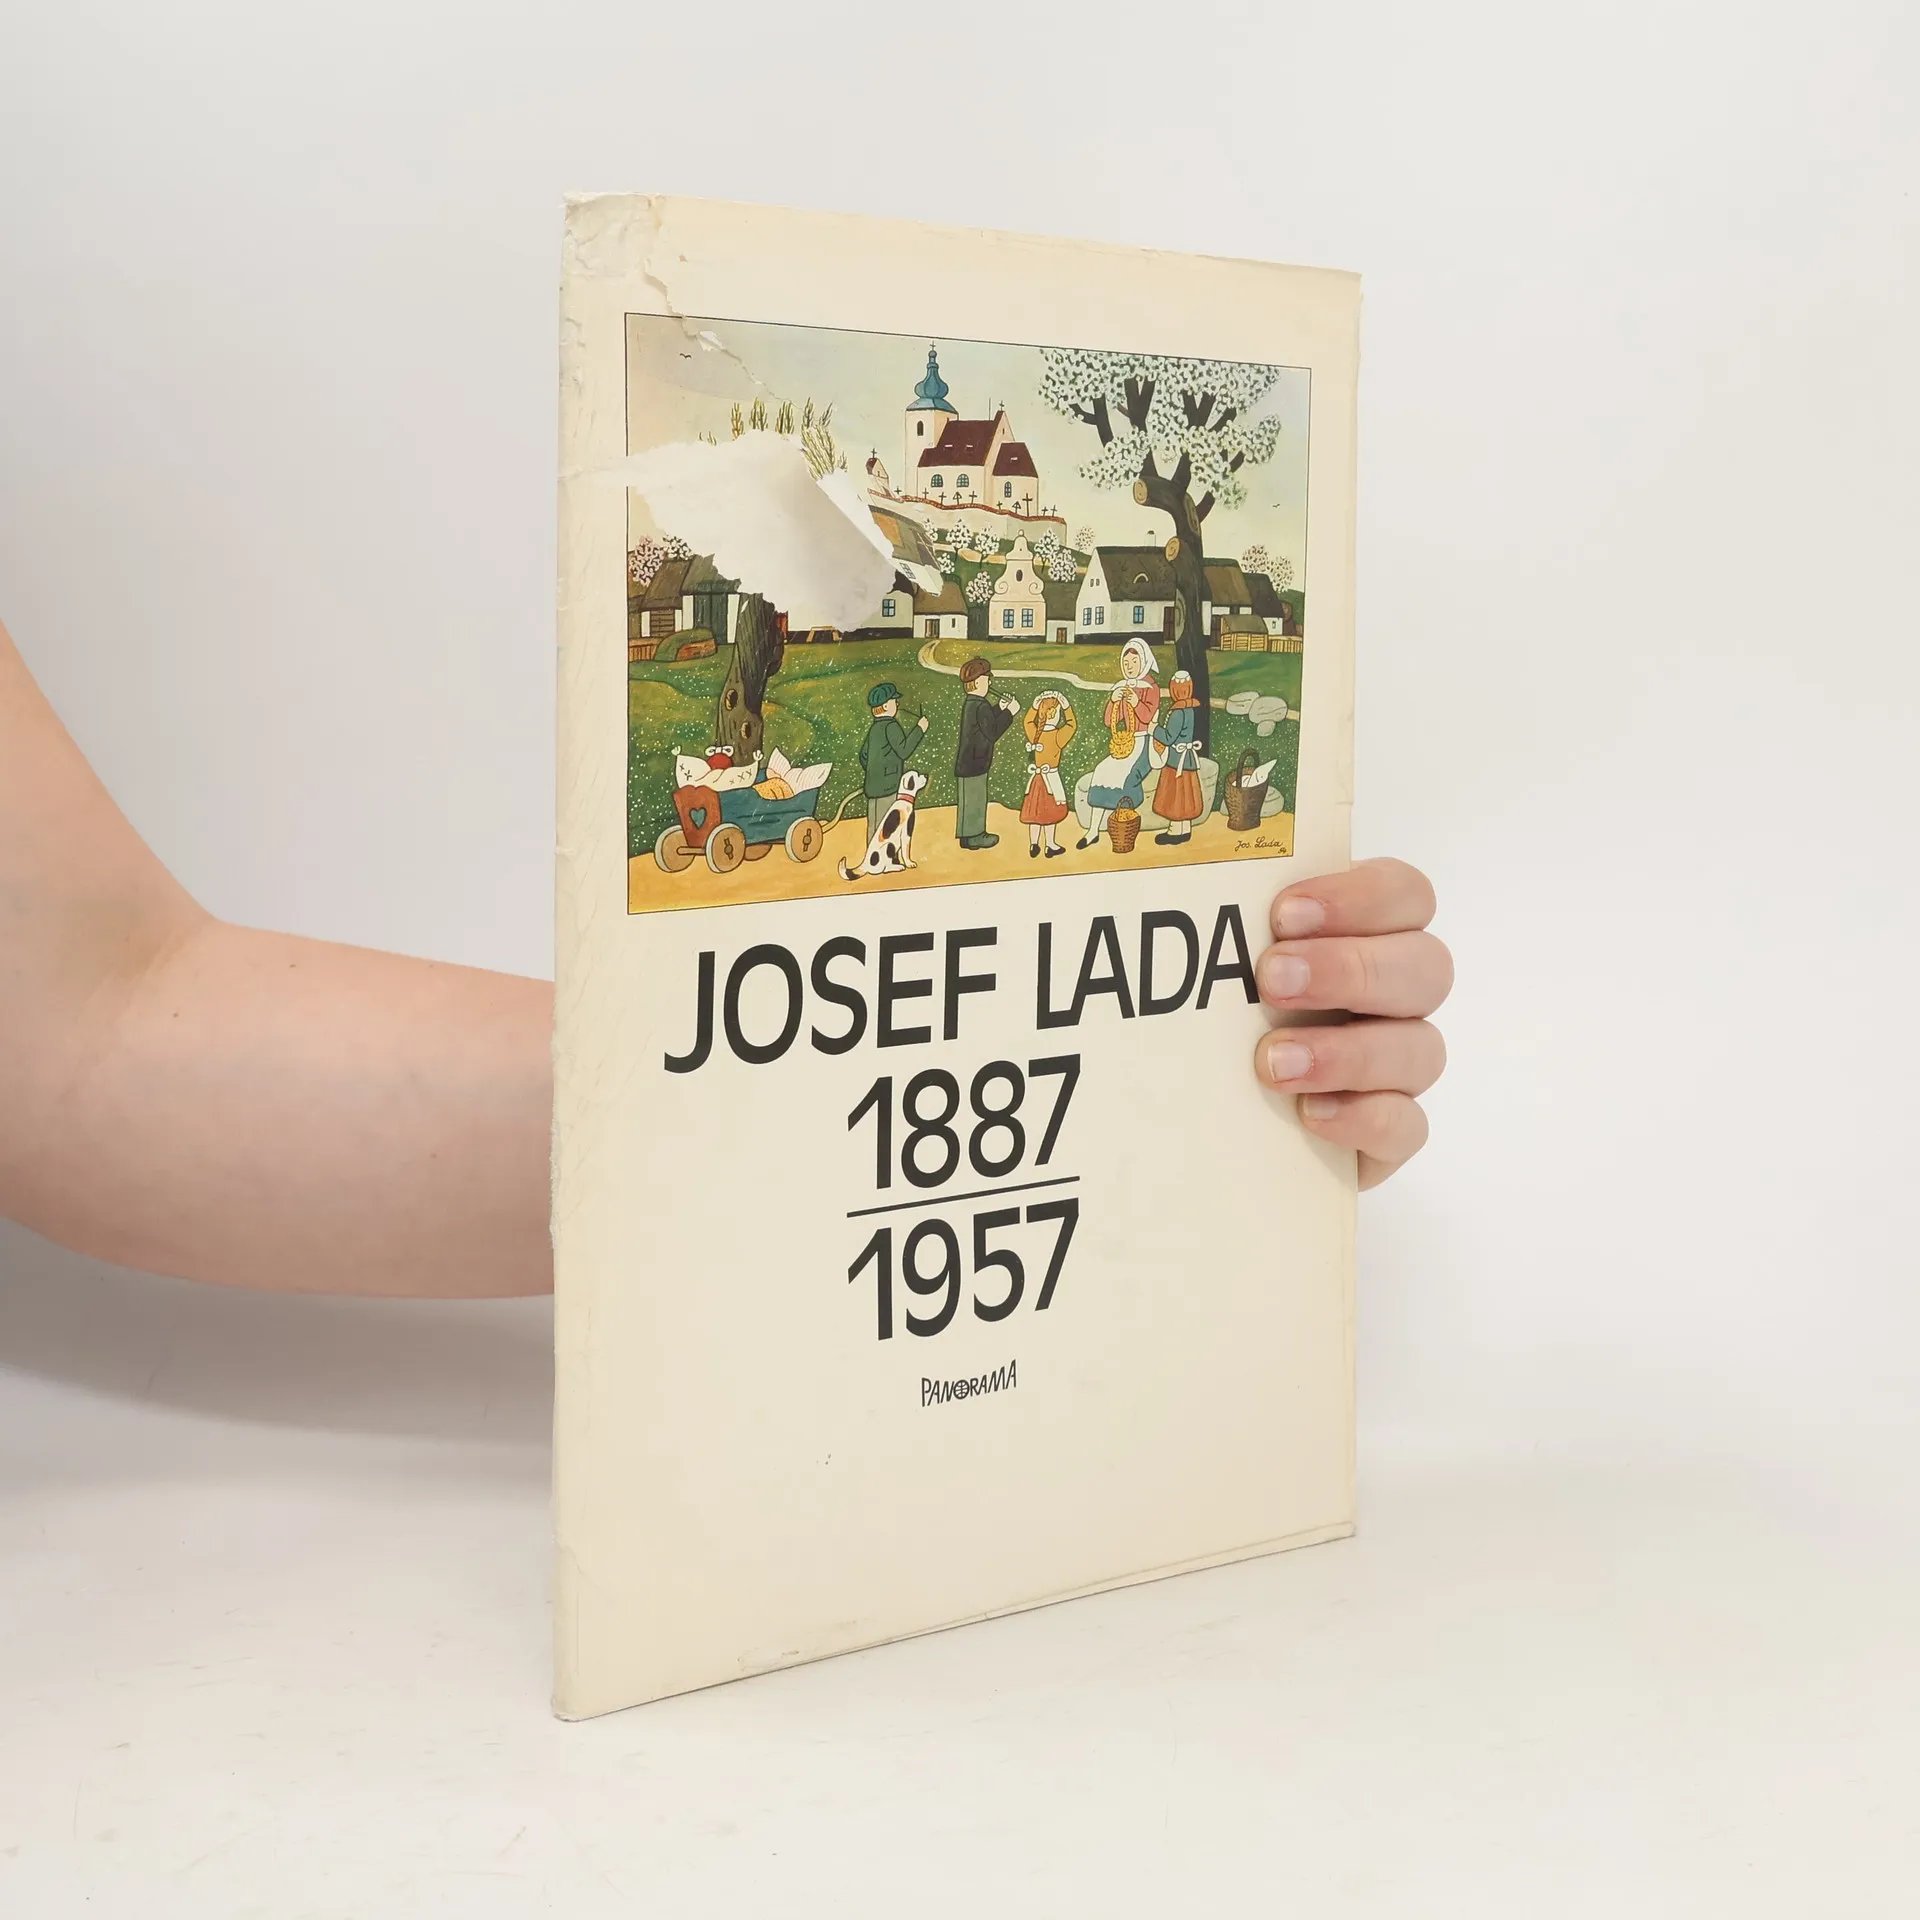 Jos. Lada
JOSEF LADA
1887
1957
PANORAMA